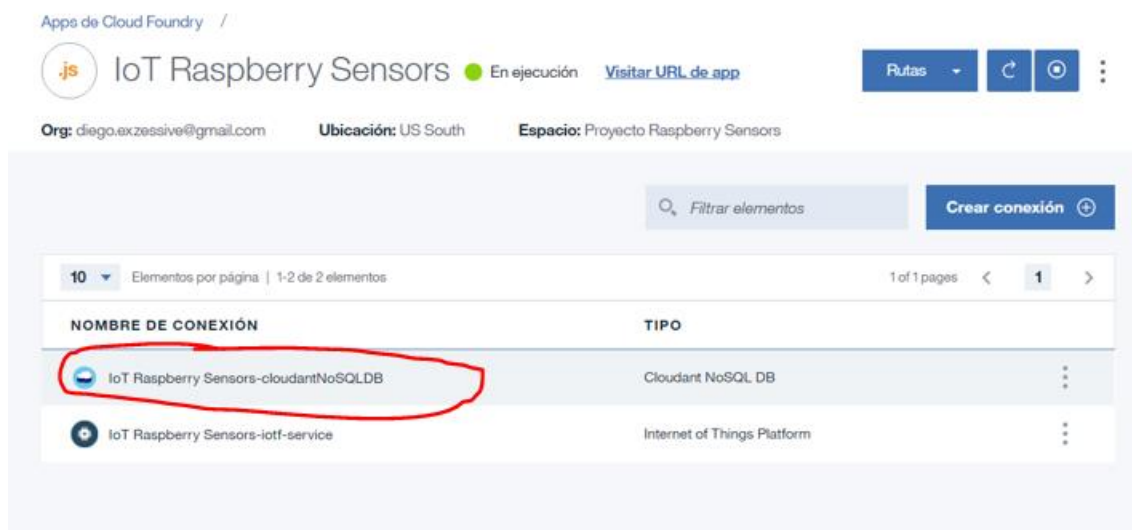 Apps de Cloud Foundry /
.js IoT Raspberry Sensors En ejecución Visitar URL de app Rutas
Org: diego.exzessive@gmail.com Ubicación: US South Espacio: Proyecto Raspberry Sensors
Filtrar elementos Crear conexión
10 Elementos por página | 1-2 de 2 elementos 1 of 1 pages < 1 >
NOMBRE DE CONEXIÓN TIPO
IoT Raspberry Sensors-cloudantNoSQLDB Cloudant NoSQL DB
IoT Raspberry Sensors-iotf-service Internet of Things Platform